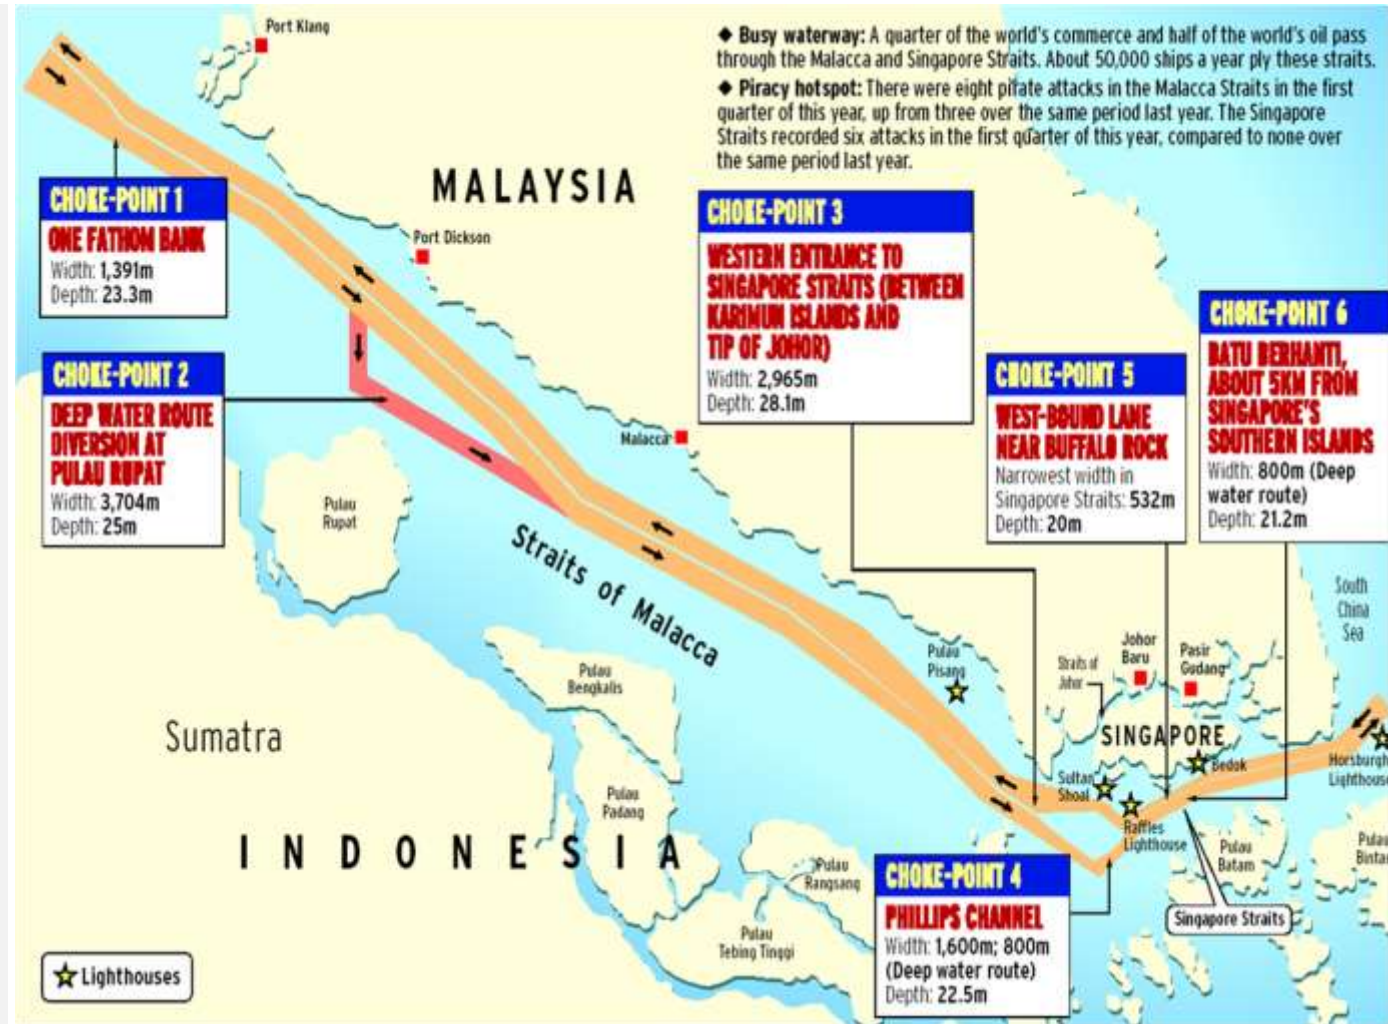 Port Klang
◆ Busy waterway: A quarter of the world's commerce and half of the world's oil pass
through the Malacca and Singapore Straits. About 50,000 ships a year ply these straits.
◆ Piracy hotspot: There were eight pirate attacks in the Malacca Straits in the first
quarter of this year, up from three over the same period last year. The Singapore
Straits recorded six attacks in the first quarter of this year, compared to none over
the same period last year.
MALAYSIA
CHOKE-POINT 1
ONE FATHOM BANK
Width: 1,391m
Depth: 23.3m
Port Dickson
CHOKE-POINT 2
DEEP WATER ROUTE
DIVERSION AT
PULAU RUPAT
Width: 3,704m
Depth: 25m
CHOKE-POINT 3
WESTERN ENTRANCE TO
SINGAPORE STRAITS (BETWEEN
KARIMUN ISLANDS AND
TIP OF JOHOR)
Width: 2,965m
Depth: 28.1m
CHOKE-POINT 5
WEST-BOUND LANE
NEAR BUFFALO ROCK
Narrowest width in
Singapore Straits: 532m
Depth: 20m
CHOKE-POINT 6
BATU BERHANTI,
ABOUT 5KM FROM
SINGAPORE'S
SOUTHERN ISLANDS
Width: 800m (Deep
water route)
Depth: 21.2m
Malacca
Pulau
Rupat
Straits of Malacca
South
China
Sea
Pulau
Bengkalis
Pulau
Pisang
Straits of
Johor
Johor
Baru
Pasir
Gudang
Sumatra
SINGAPORE
Bedok
Horsburgh
Lighthouse
Sultan
Shoal
Raffles
Lighthouse
Pulau
Padang
INDONESIA
Pulau
Rangsang
Pulau
Batam
Pulau
Bintan
CHOKE-POINT 4
PHILLIPS CHANNEL
Width: 1,600m; 800m
(Deep water route)
Depth: 22.5m
Singapore Straits
Pulau
Tebing Tinggi
Lighthouses